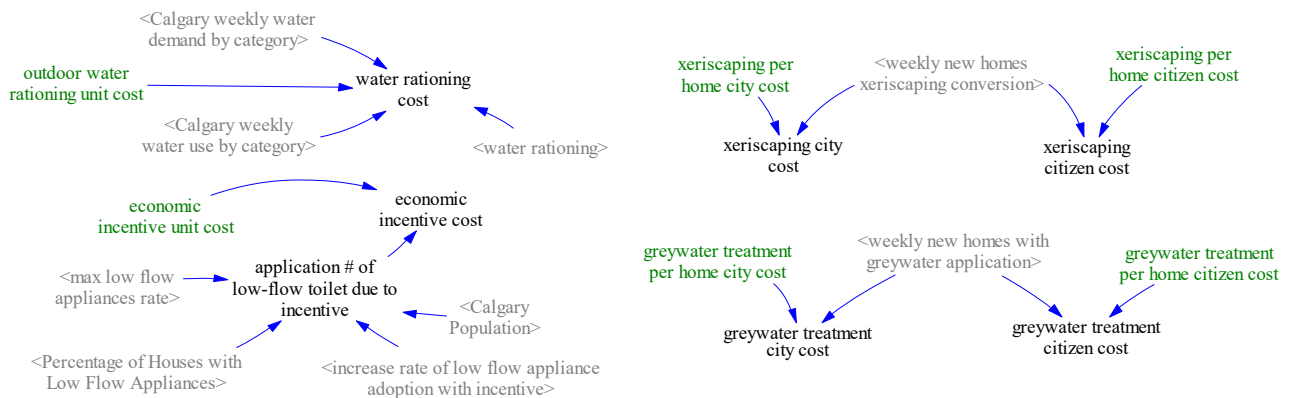 <Calgary weekly water
demand by category>
outdoor water
rationing unit cost
water rationing
cost
<Calgary weekly
water use by category>
<water rationing>
economic
incentive unit cost
economic
incentive cost
<max low flow
appliances rate>
application # of
low-flow toilet due to
incentive
<Calgary
Population>
<Percentage of Houses with
Low Flow Appliances>
<increase rate of low flow appliance
adoption with incentive>
xeriscaping per
home city cost
<weekly new homes
xeriscaping conversion>
xeriscaping per
home citizen cost
xeriscaping city
cost
xeriscaping
citizen cost
greywater treatment
per home city cost
<weekly new homes with
greywater application>
greywater treatment
per home citizen cost
greywater treatment
city cost
greywater treatment
citizen cost